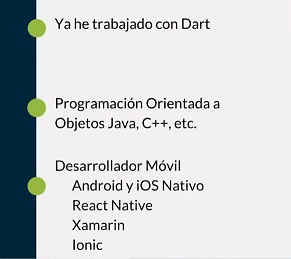 Ya he trabajado con Dart
Programación Orientada a
Objetos Java, C++, etc.
Desarrollador Móvil
Android y iOS Nativo
React Native
Xamarin
Ionic